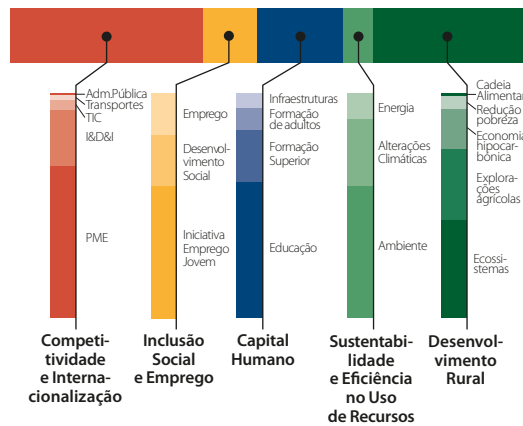 Adm.Pública
Transportes
TIC
I&D&I
PME
Competi-
tividade
e Interna-
cionalização
Emprego
Desenvol-
vimento
Social
Iniciativa
Emprego
Jovem
Inclusão
Social
e Emprego
Infraestruturas
Formação
de adultos
Formação
Superior
Educação
Capital
Humano
Energia
Alterações
Climáticas
Ambiente
Sustentabi-
lidade
e Eficiência
no Uso
de Recursos
Cadeia
Alimentar
Redução
pobreza
Economia
hipocar-
bónica
Explorações
agrícolas
Ecossi-
stemas
Desenvol-
vimento
Rural